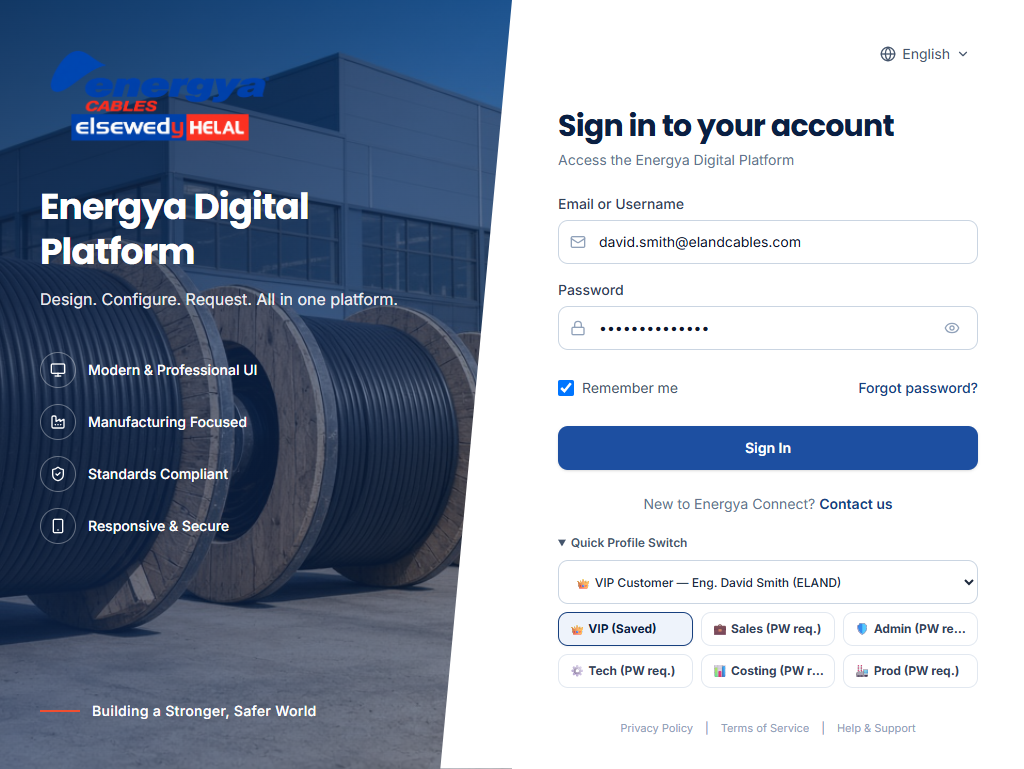 energya
CABLES
elsewedy HELAL
Energya Digital
Platform
Design. Configure. Request. All in one platform.
Modern & Professional UI
Manufacturing Focused
Standards Compliant
Responsive & Secure
Building a Stronger, Safer World
English
Sign in to your account
Access the Energya Digital Platform
Email or Username
david.smith@elandcables.com
Password
••••••••••••••
Remember me
Forgot password?
Sign In
New to Energya Connect? Contact us
▼ Quick Profile Switch
👑 VIP Customer — Eng. David Smith (ELAND)
👑 VIP (Saved)
💼 Sales (PW req.)
🛡️ Admin (PW re...
⚙️ Tech (PW req.)
📊 Costing (PW r...
🏭 Prod (PW req.)
Privacy Policy | Terms of Service | Help & Support